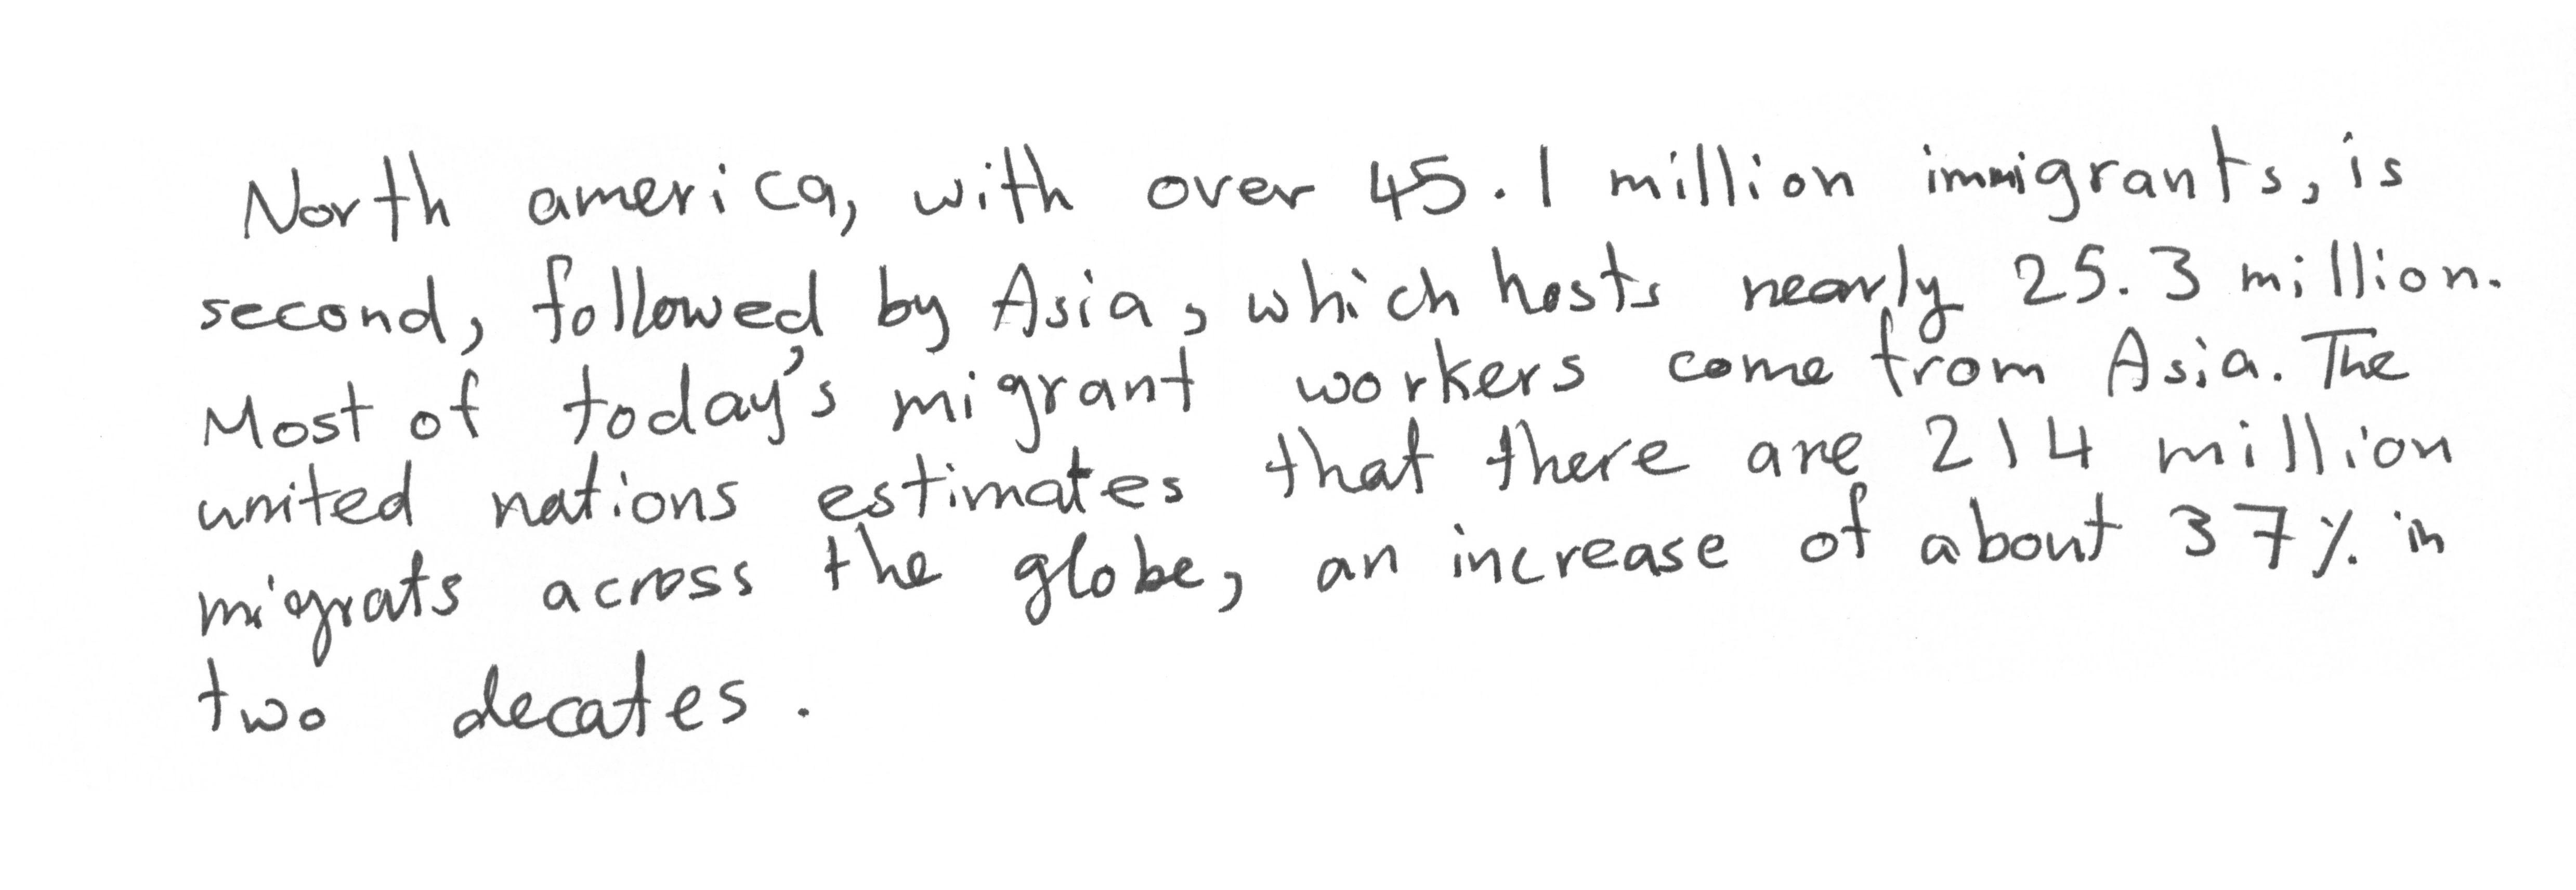 North america, with over 45.1 million immigrants, is
second, followed by Asia, which hosts nearly 25.3 million.
Most of today's migrant workers come from Asia. The
united nations estimates that there are 214 million
migrats across the globe, an increase of about 37% in
two decates.